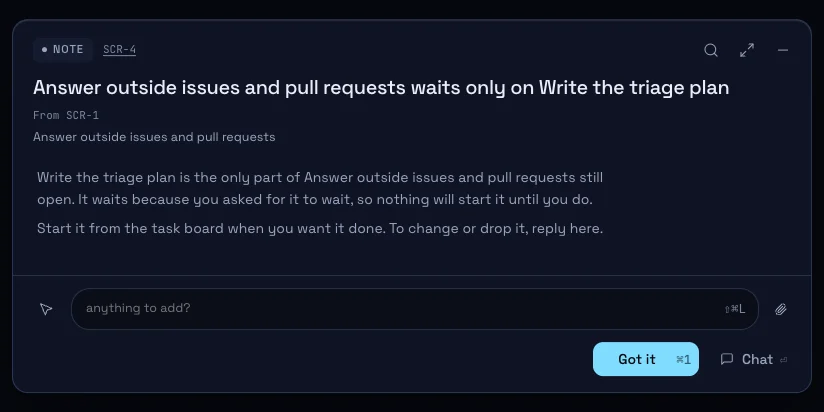 NOTE SCR-4
Answer outside issues and pull requests waits only on Write the triage plan
From SCR-1
Answer outside issues and pull requests
Write the triage plan is the only part of Answer outside issues and pull requests still
open. It waits because you asked for it to wait, so nothing will start it until you do.
Start it from the task board when you want it done. To change or drop it, reply here.
anything to add? ⇧⌘L
Got it ⌘1 Chat ⏎